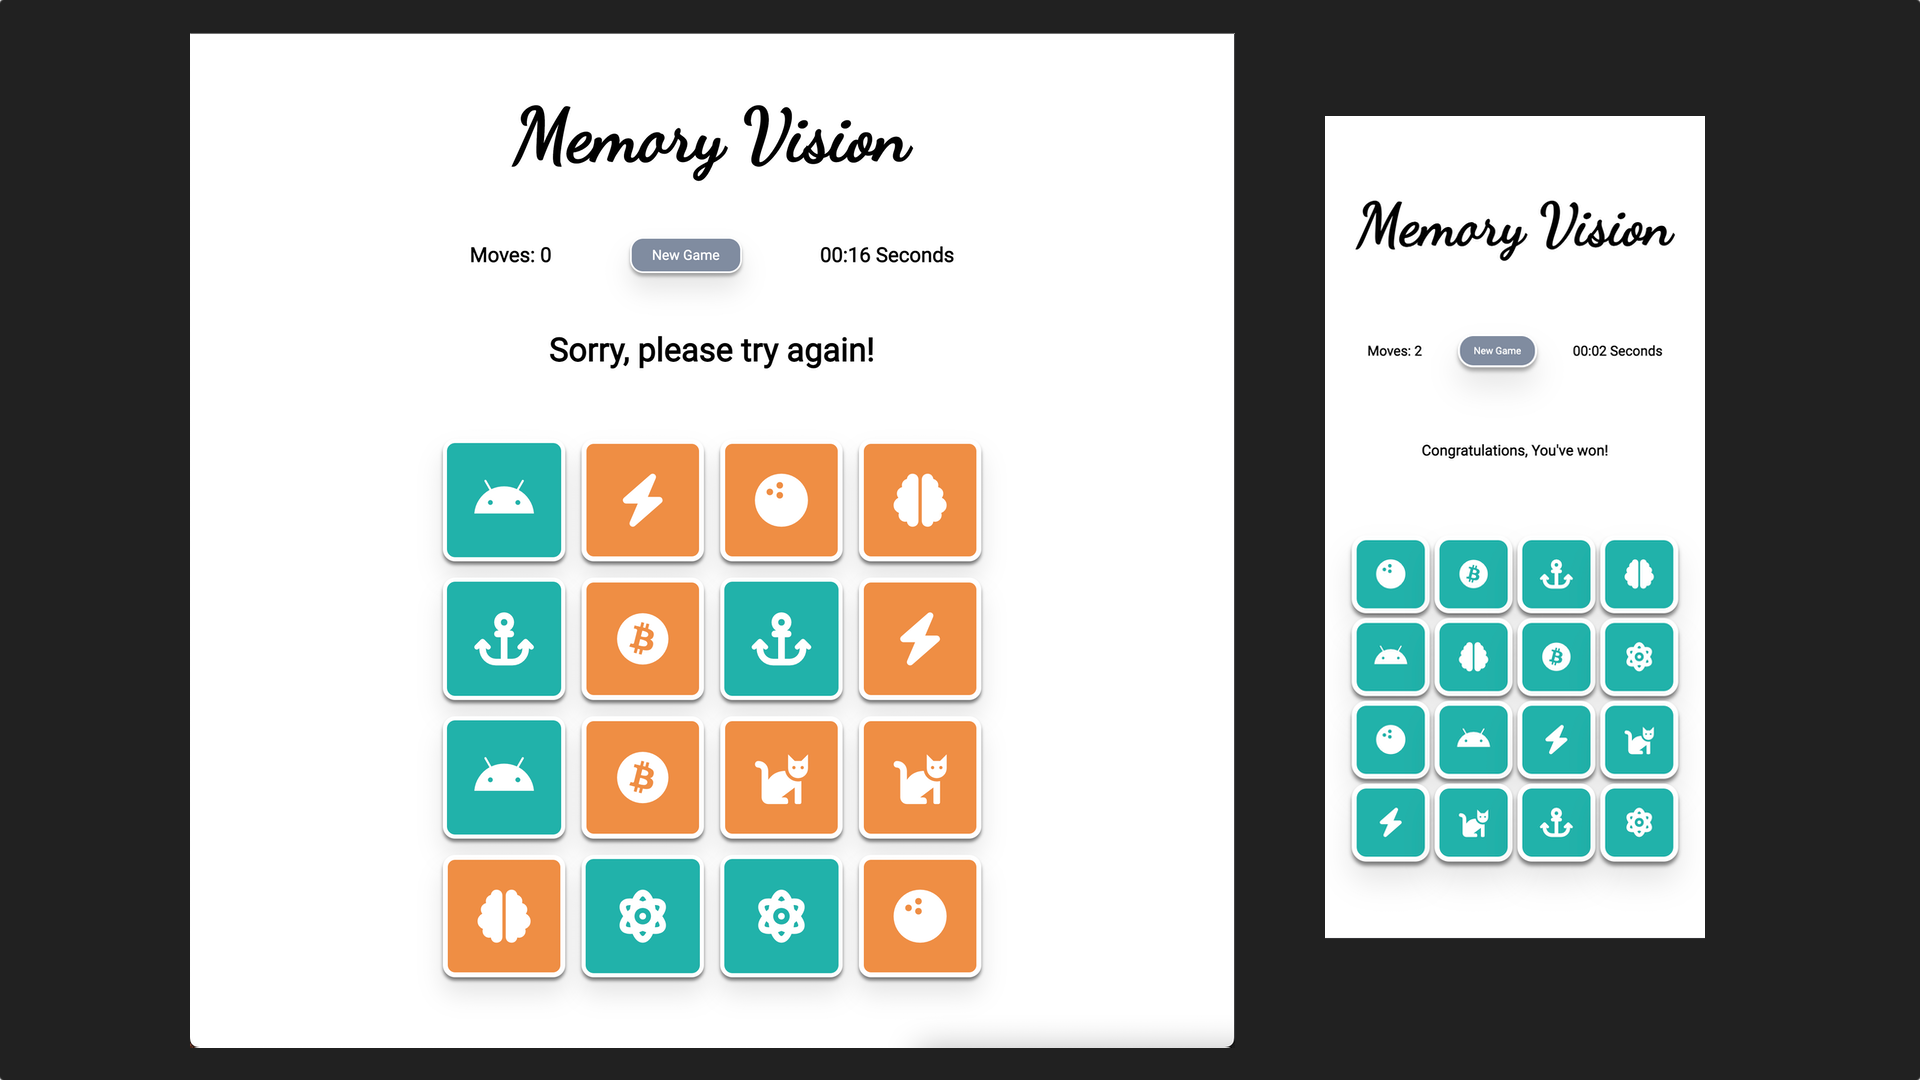 Memory Vision
Moves: 0
New Game
00:16 Seconds
Sorry, please try again!
Memory Vision
Moves: 2
New Game
00:02 Seconds
Congratulations, You've won!